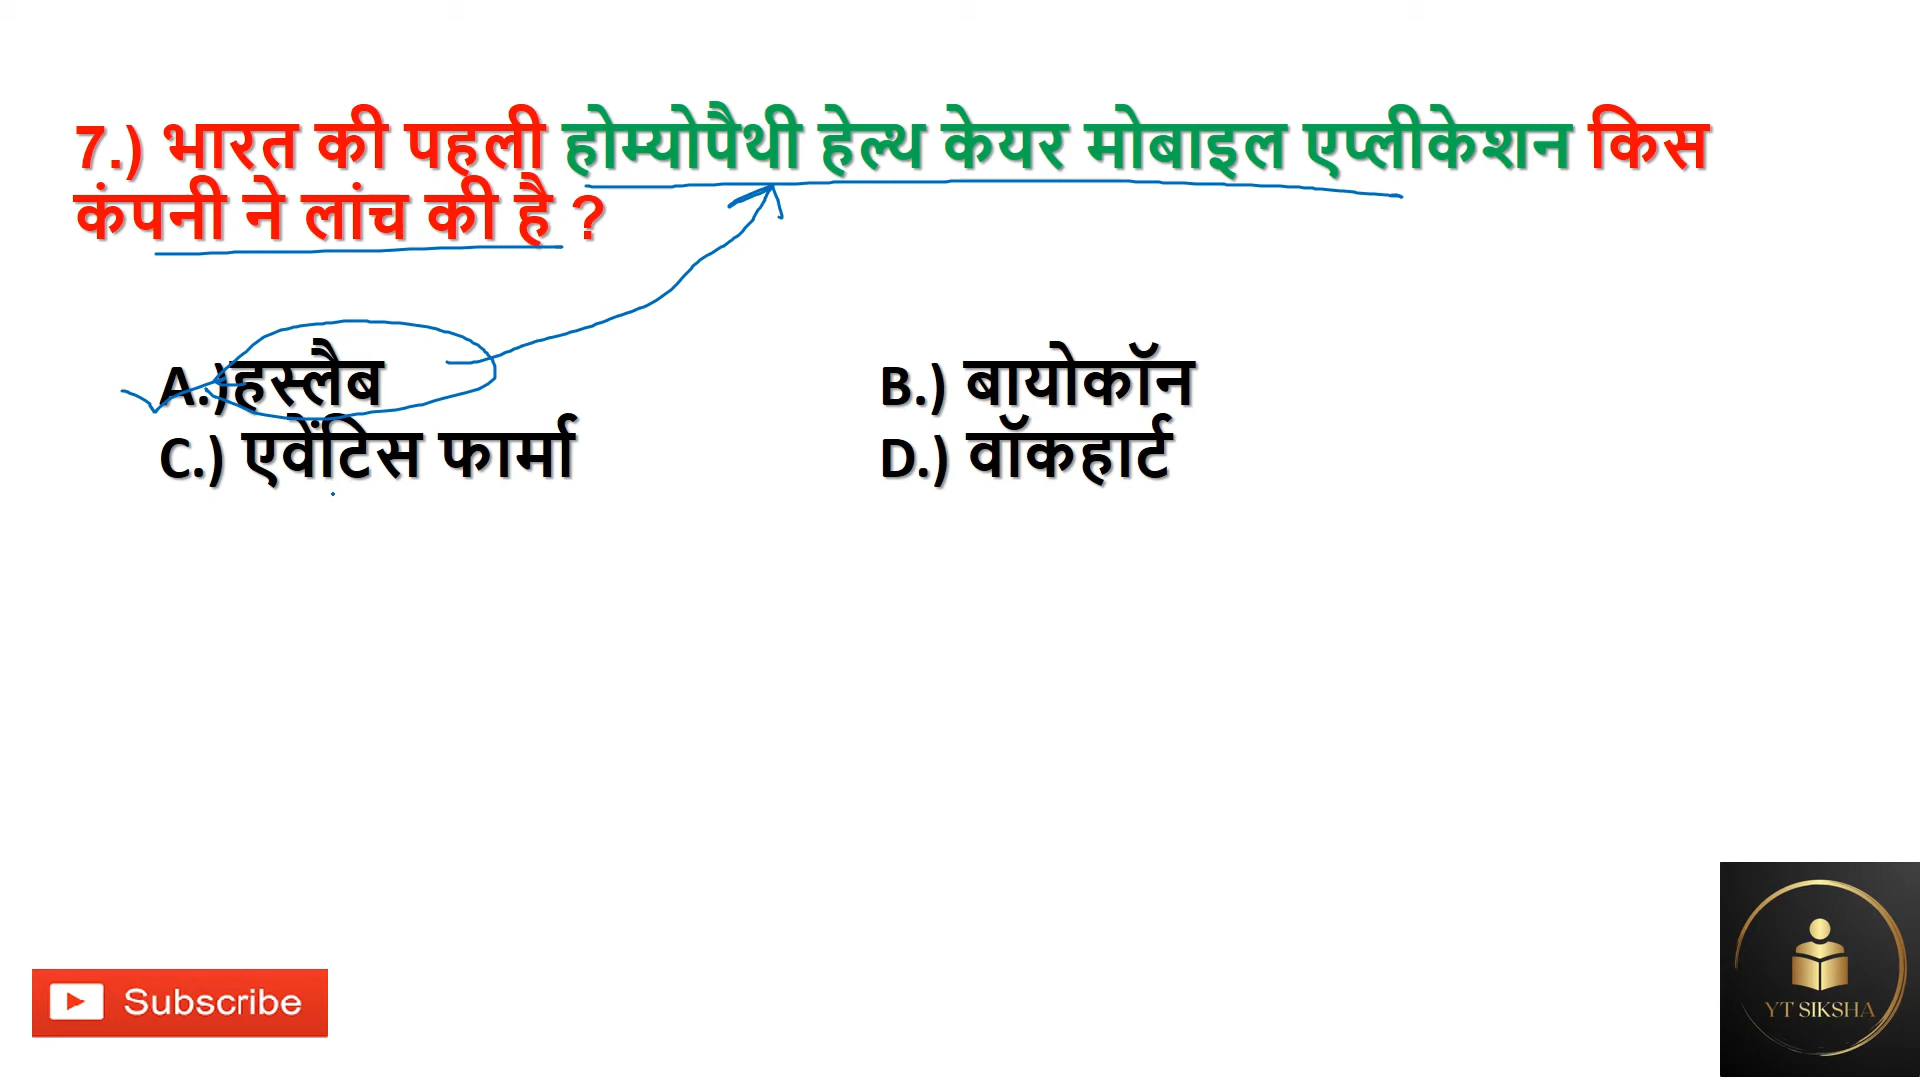 7.) भारत की पहली होम्योपैथी हेल्थ केयर मोबाइल एप्लीकेशन किस
कंपनी ने लांच की है ?
A.)हस्लैब
B.) बायोकॉन
C.) एवेंटिस फार्मा
D.) वॉकहार्ट
Subscribe
YT SIKSHA